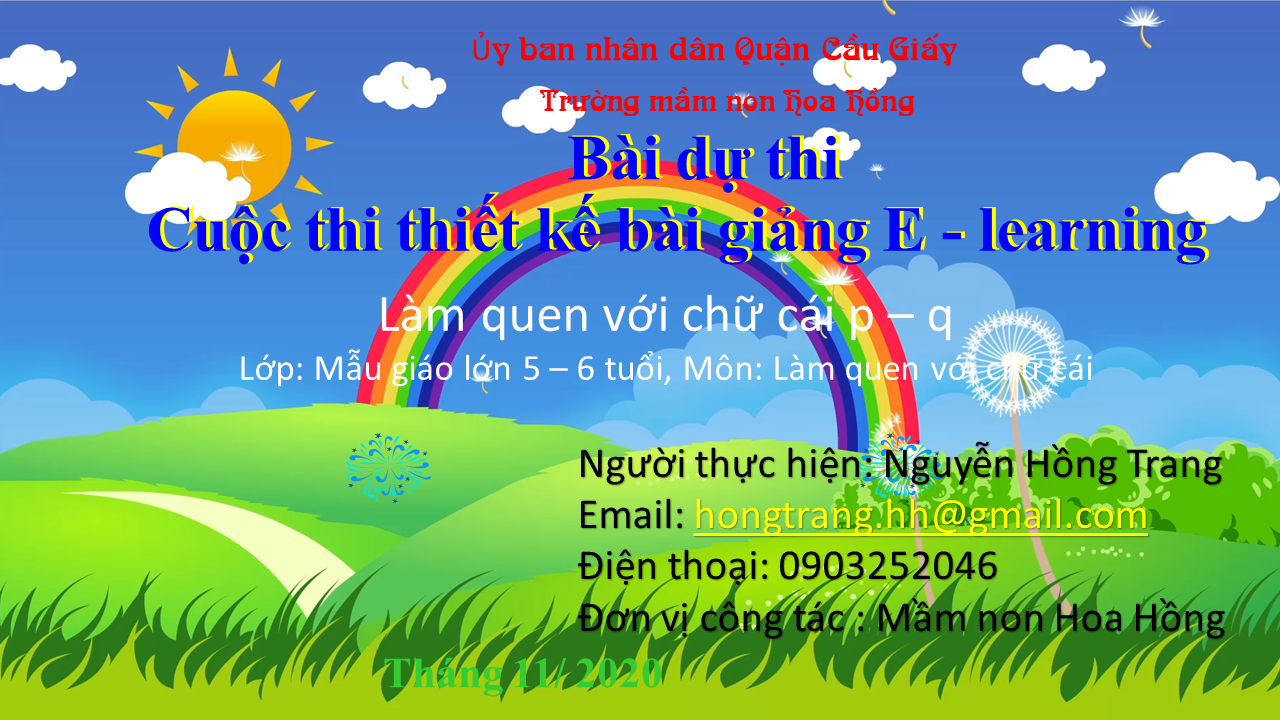 Ủy ban nhân dân Quận Cầu Giấy
Trường mầm non Hoa Hồng
Bài dự thi
Cuộc thi thiết kế bài giảng E - learning
Làm quen với chữ cái p – q
Lớp: Mẫu giáo lớn 5 – 6 tuổi, Môn: Làm quen với chữ cái
Người thực hiện: Nguyễn Hồng Trang
Email: hongtrang.hh@gmail.com
Điện thoại: 0903252046
Đơn vị công tác : Mầm non Hoa Hồng
Tháng 11/ 2020